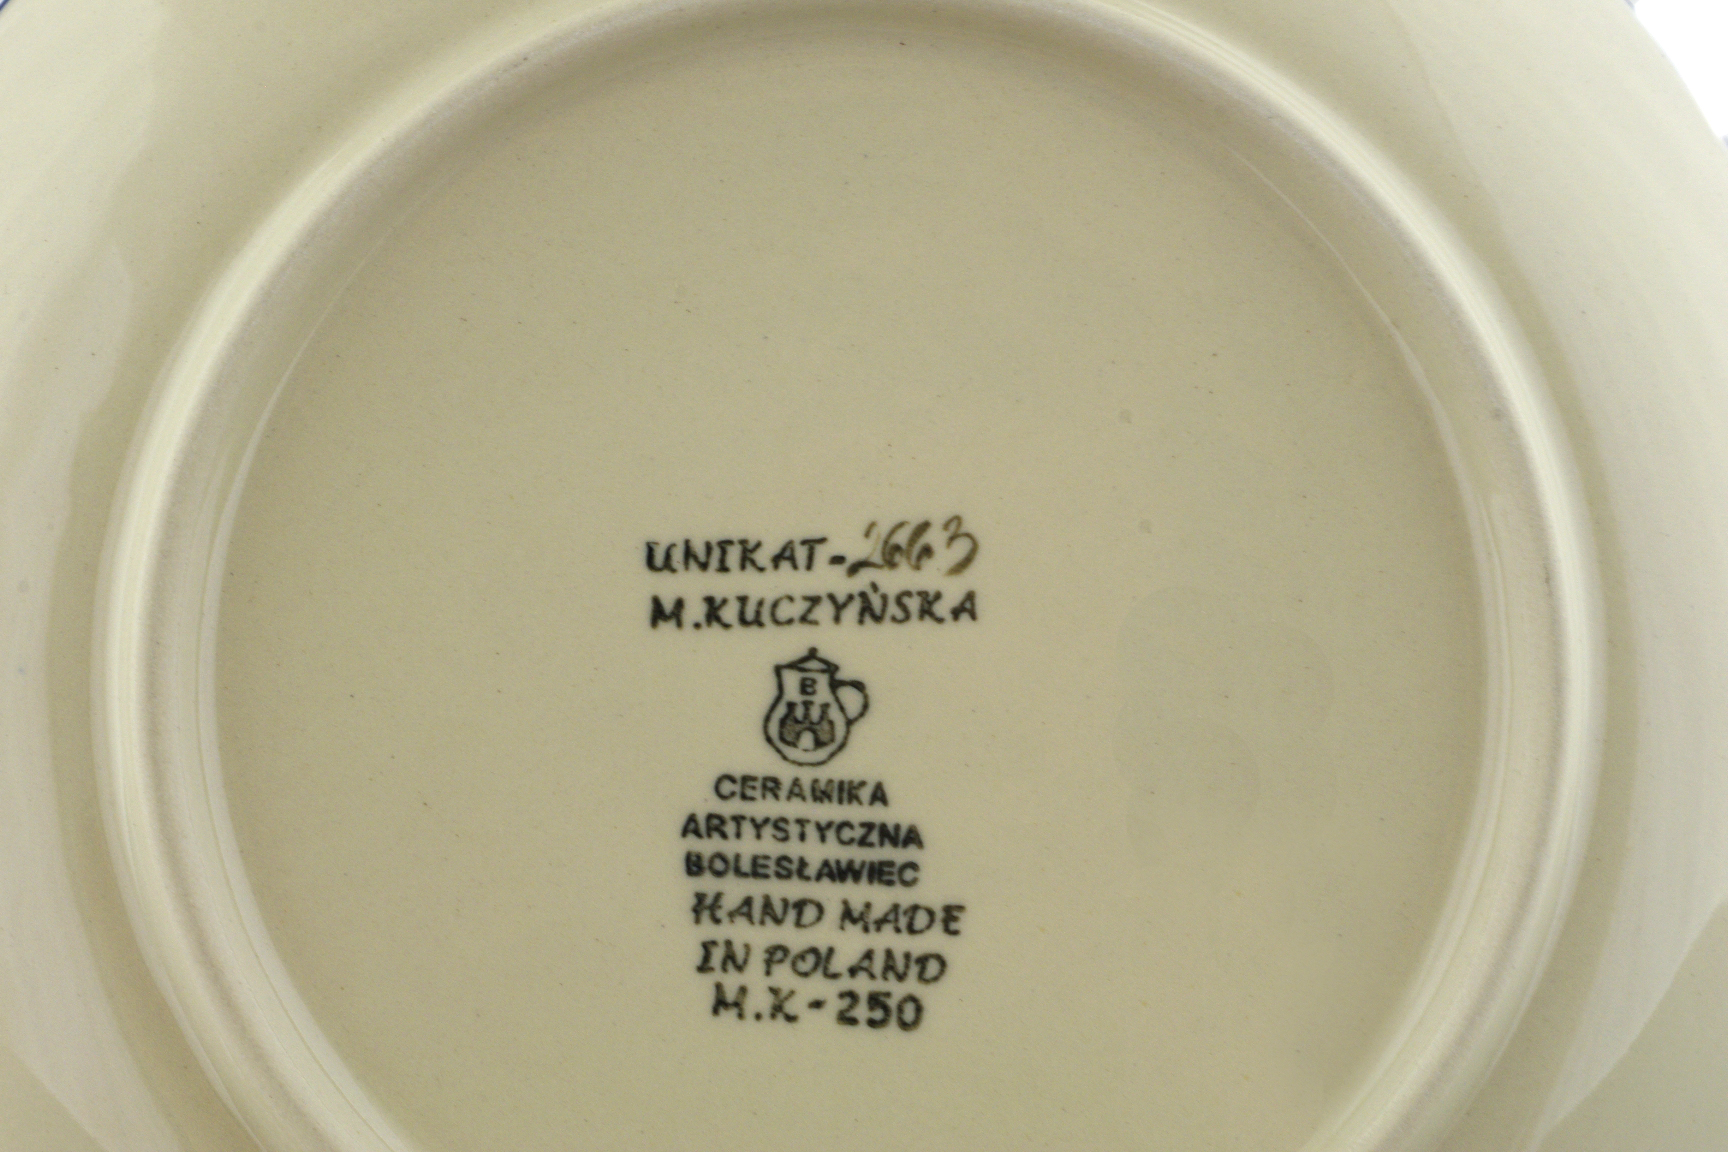 UNIKAT-2663
M.KUCZYŃSKA
B
CERAMIKA
ARTYSTYCZNA
BOLESŁAWIEC
HAND MADE
IN POLAND
M.K-250